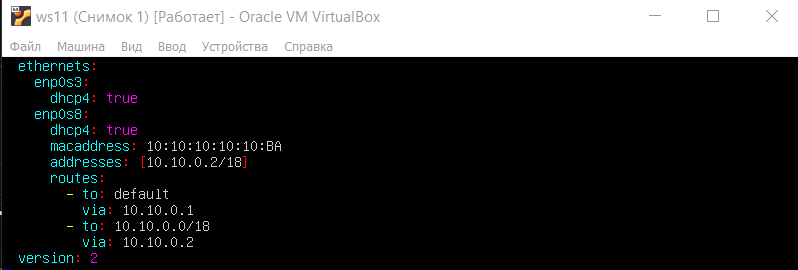 ws11 (Снимок 1) [Работает] - Oracle VM VirtualBox
Файл Машина Вид Ввод Устройства Справка
ethernets:
enp0s3:
dhcp4: true
enp0s8:
dhcp4: true
macaddress: 10:10:10:10:10:BA
addresses: [10.10.0.2/18]
routes:
- to: default
via: 10.10.0.1
- to: 10.10.0.0/18
via: 10.10.0.2
version: 2